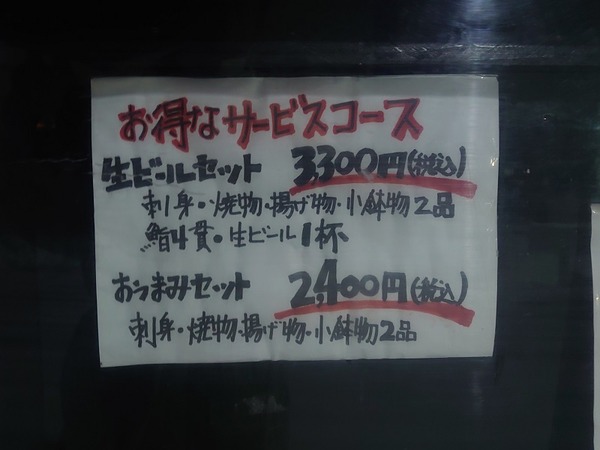 お得なサービスコース
生ビールセット 3,300円(税込)
刺身・焼物・揚げ物・小鉢物2品
鮨4貫・生ビール1杯
おつまみセット 2,400円(税込)
刺身・焼物・揚げ物・小鉢物2品